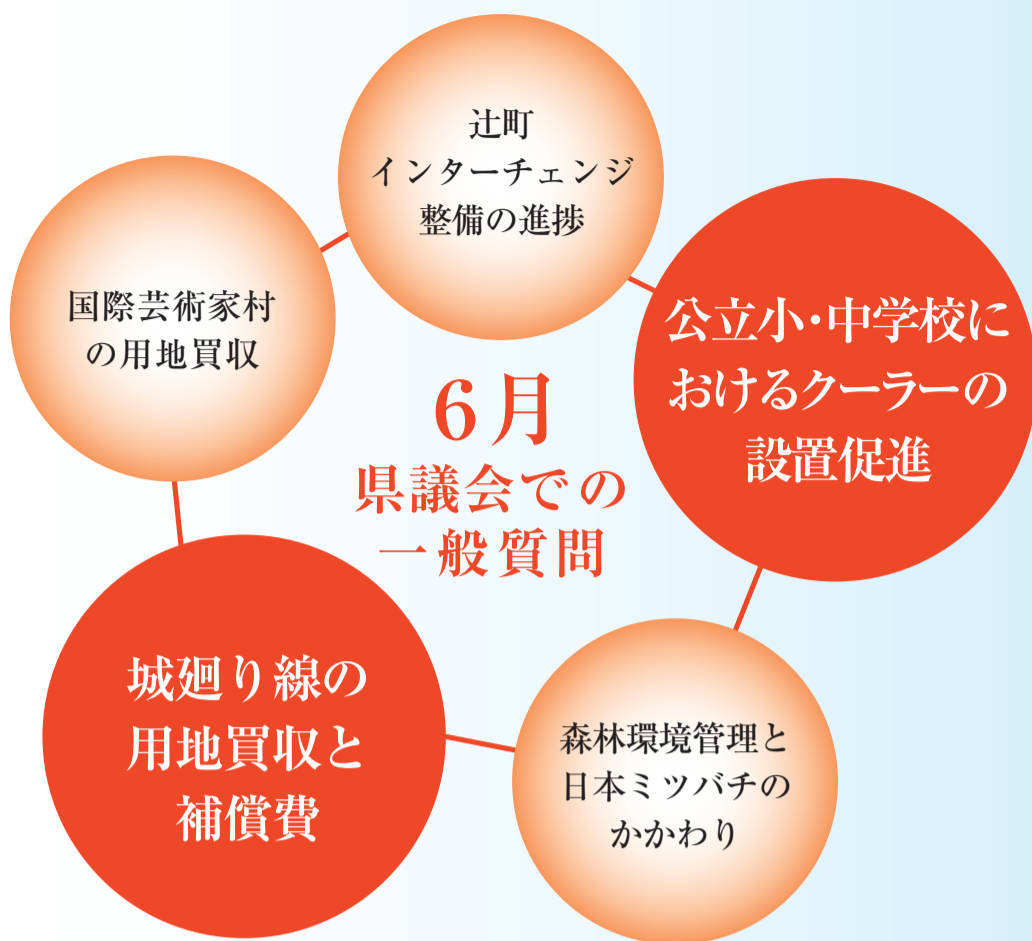 辻町
インターチェンジ
整備の進捗
国際芸術家村
の用地買収
公立小・中学校に
おけるクーラーの
設置促進
6月
県議会での
一般質問
城廻り線の
用地買収と
補償費
森林環境管理と
日本ミツバチの
かかわり